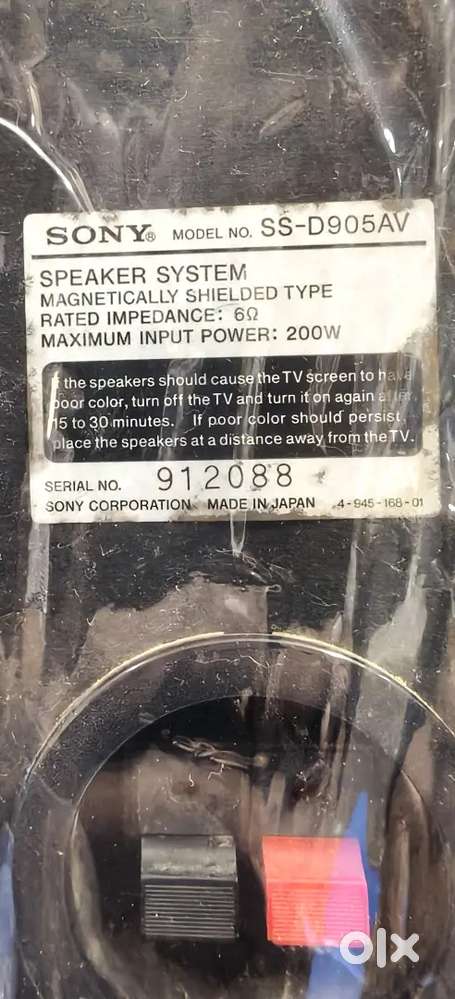 SONY® MODEL NO. SS-D905AV
SPEAKER SYSTEM
MAGNETICALLY SHIELDED TYPE
RATED IMPEDANCE: 6Ω
MAXIMUM INPUT POWER: 200W
If the speakers should cause the TV screen to have
poor color, turn off the TV and turn it on again after
15 to 30 minutes. If poor color should persist,
place the speakers at a distance away from the TV.
SERIAL NO. 912088
SONY CORPORATION MADE IN JAPAN 4-945-168-01
olx